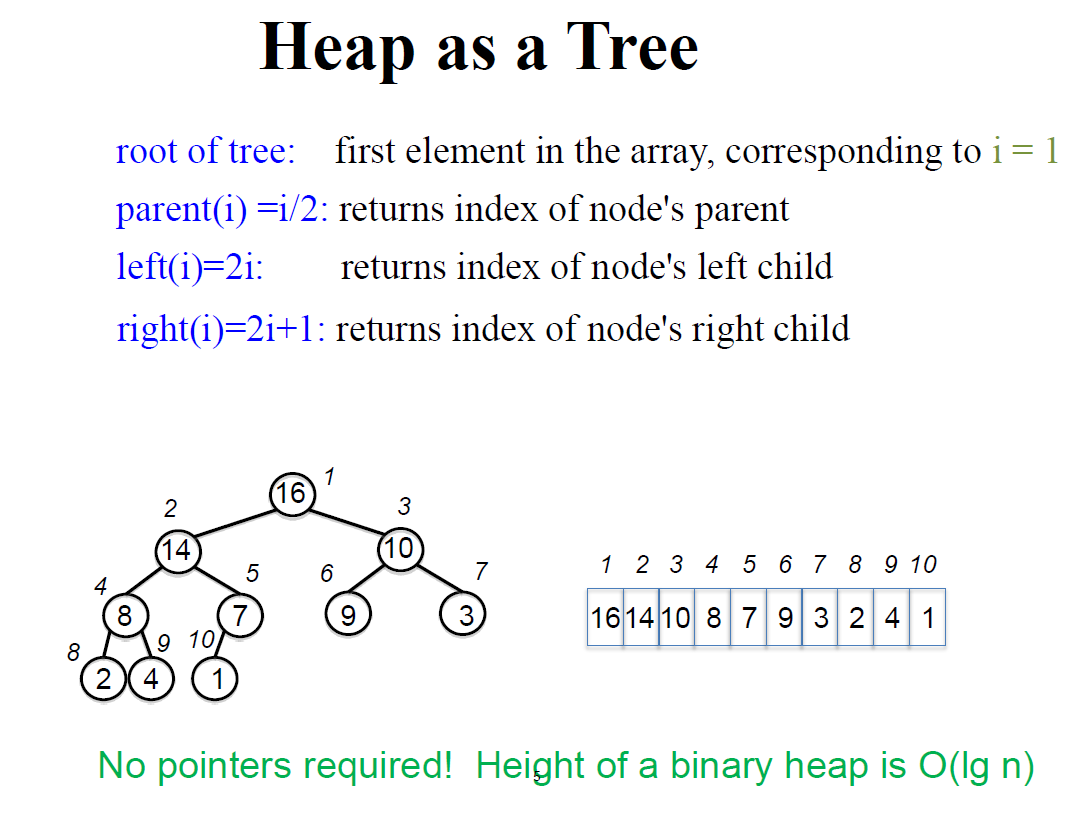 Heap as a Tree
root of tree: first element in the array, corresponding to i = 1
parent(i) =i/2: returns index of node's parent
left(i)=2i: returns index of node's left child
right(i)=2i+1: returns index of node's right child
16 1
2 3
14 10
4 5 6 7
8 7 9 3
8 9 10
2 4 1
1 2 3 4 5 6 7 8 9 10
16 14 10 8 7 9 3 2 4 1
No pointers required! Height of a binary heap is O(lg n)
5